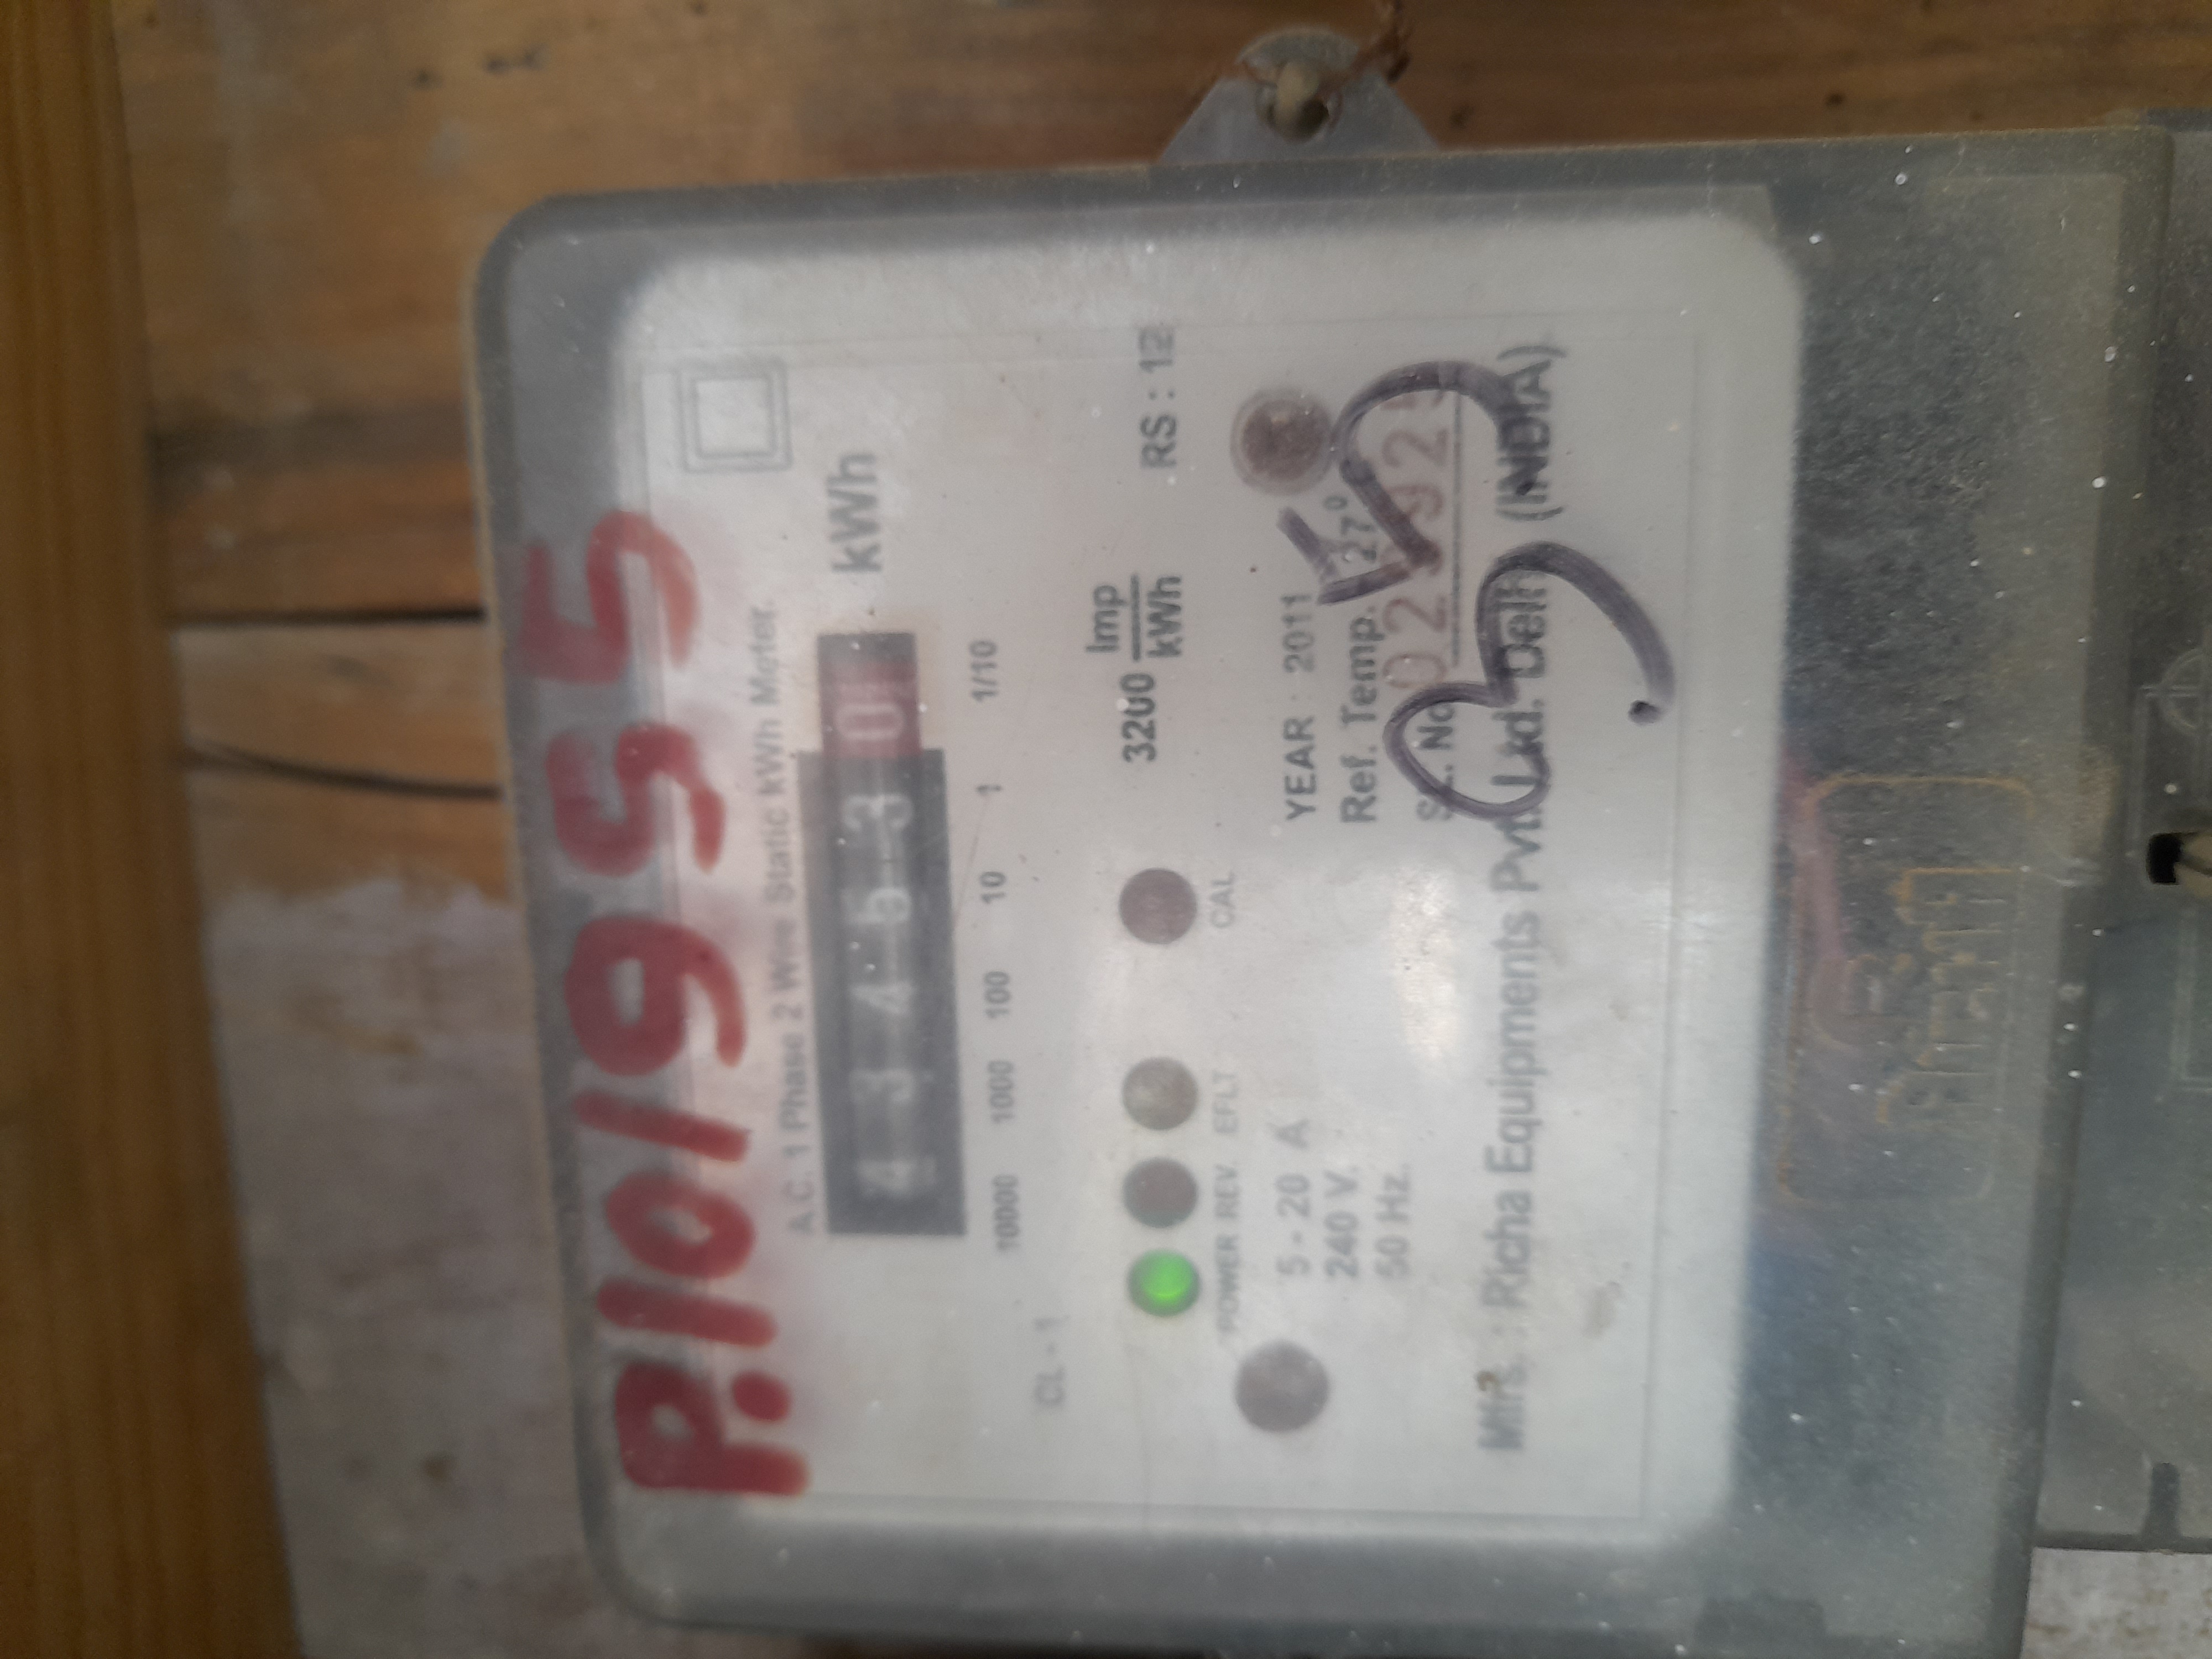 P.10/955
A.C. 1 Phase 2 Wire Static kWh Meter.
4 3 4 5 3 0 kWh
10000 1000 100 10 1 1/10
CL-1
3200 Imp/kWh
RS : 12
POWER REV. EFLT CAL
5 - 20 A
240 V.
50 Hz.
YEAR : 2011
Ref. Temp. 27°
35
Mfr. : Richa Equipments Pvt. Ltd. Delhi (INDIA)